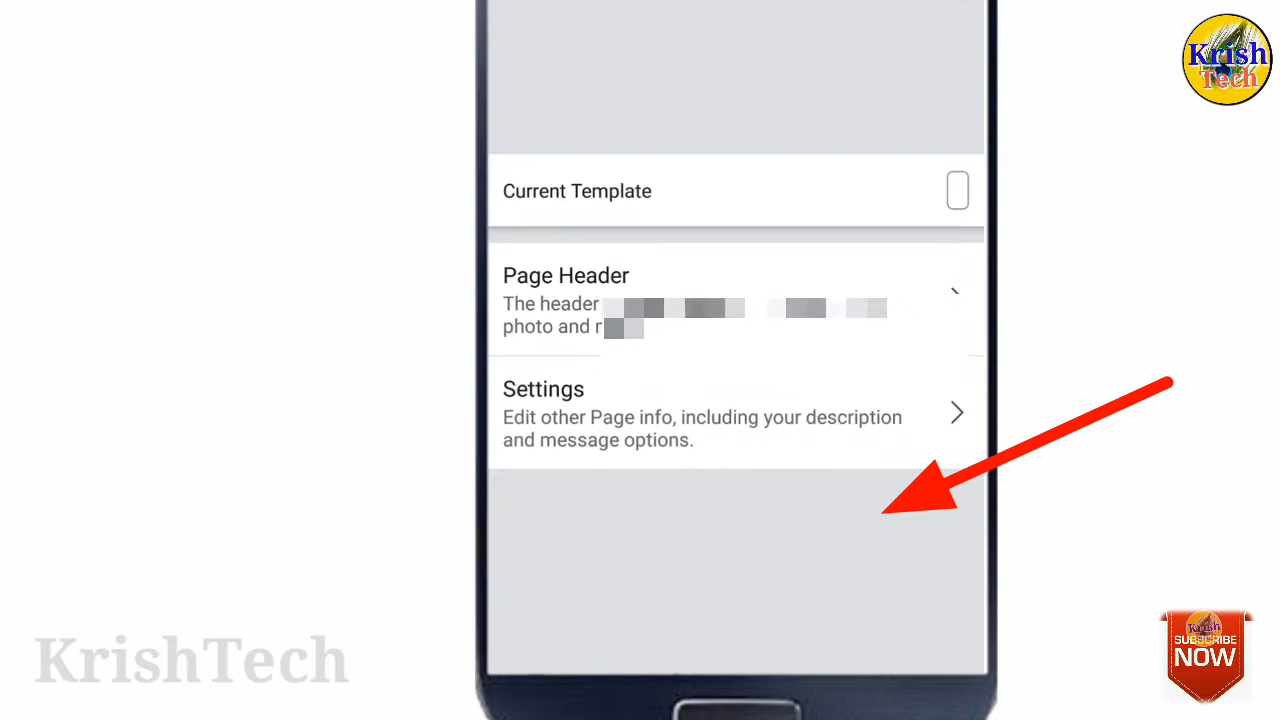 Krish
Tech
Current Template
Page Header
The header
photo and
Settings
Edit other Page info, including your description
and message options.
KrishTech
Krish
SUBSCRIBE
NOW